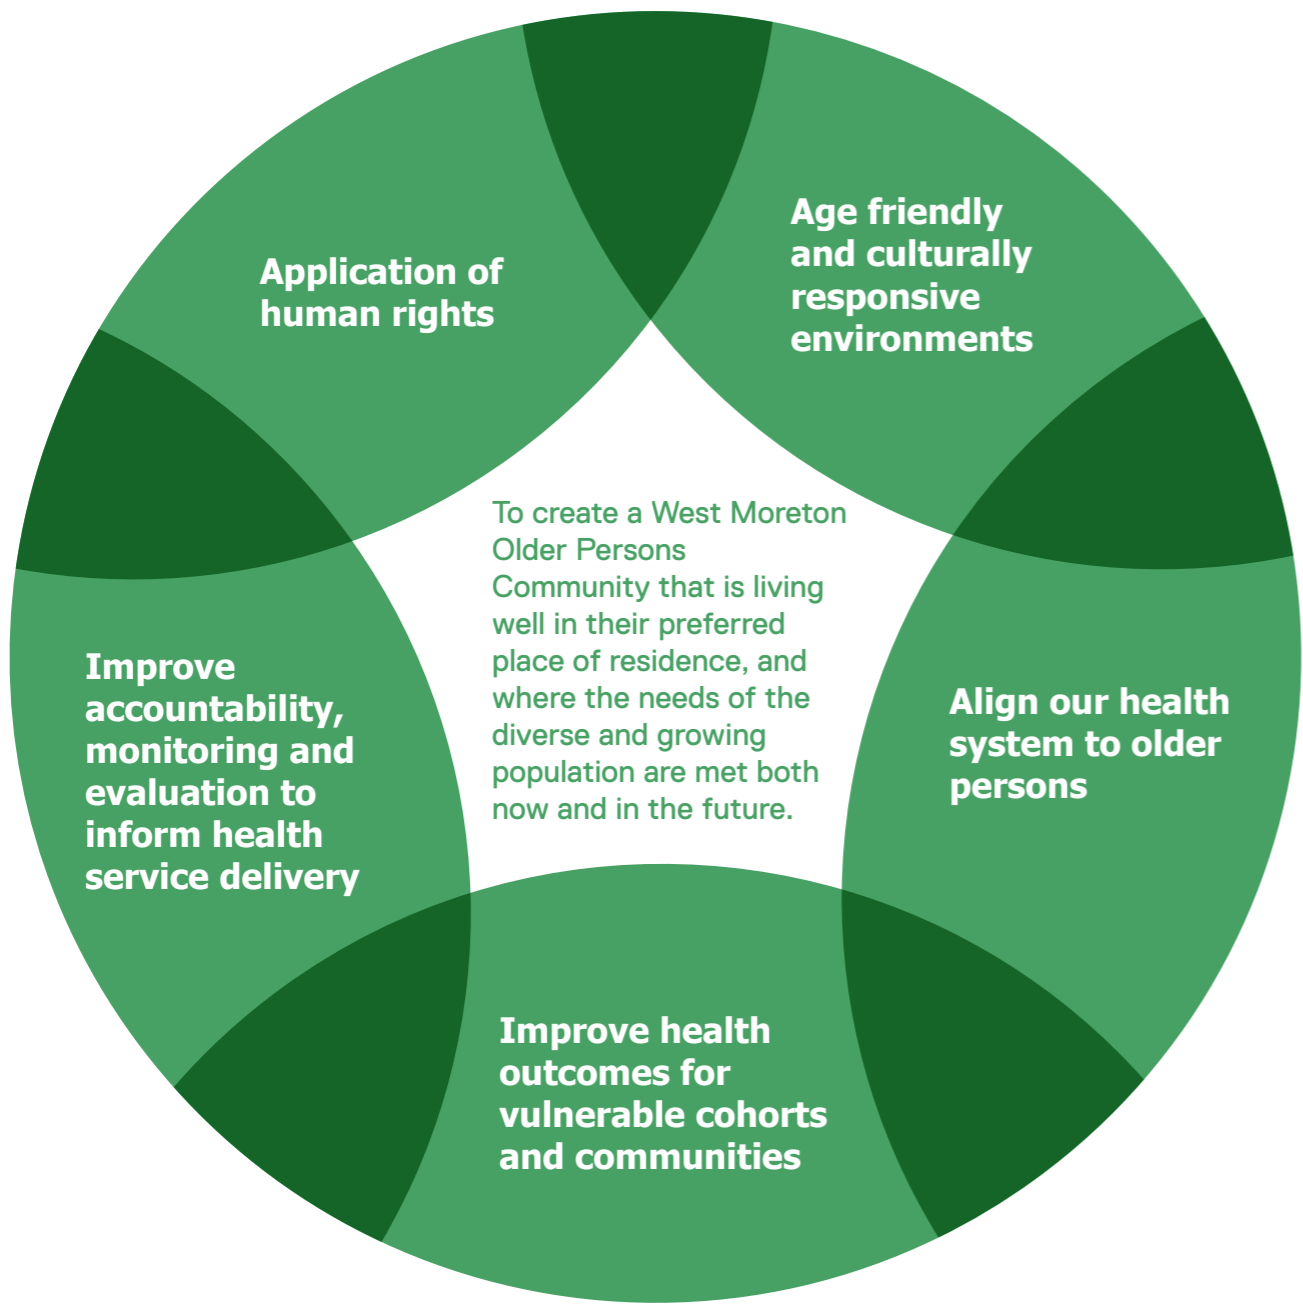 Application of
human rights
Age friendly
and culturally
responsive
environments
To create a West Moreton
Older Persons
Community that is living
well in their preferred
place of residence, and
where the needs of the
diverse and growing
population are met both
now and in the future.
Improve
accountability,
monitoring and
evaluation to
inform health
service delivery
Align our health
system to older
persons
Improve health
outcomes for
vulnerable cohorts
and communities